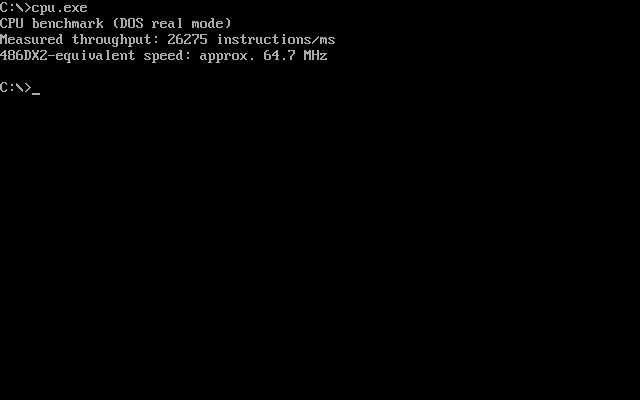 C:\>cpu.exe
CPU benchmark (DOS real mode)
Measured throughput: 26275 instructions/ms
486DX2-equivalent speed: approx. 64.7 MHz
C:\>_